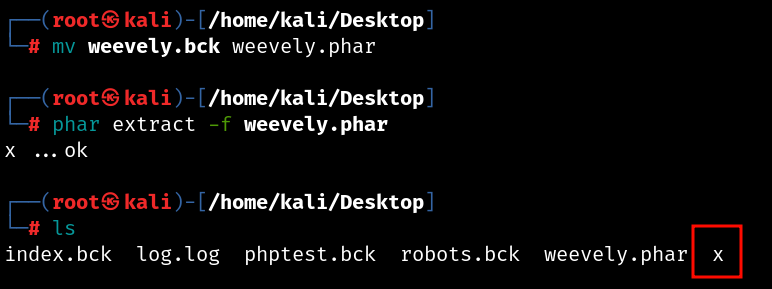 ┌──(root㉿kali)-[/home/kali/Desktop]
└─# mv weevely.bck weevely.phar
┌──(root㉿kali)-[/home/kali/Desktop]
└─# phar extract -f weevely.phar
x ...ok
┌──(root㉿kali)-[/home/kali/Desktop]
└─# ls
index.bck  log.log  phptest.bck  robots.bck  weevely.phar  x